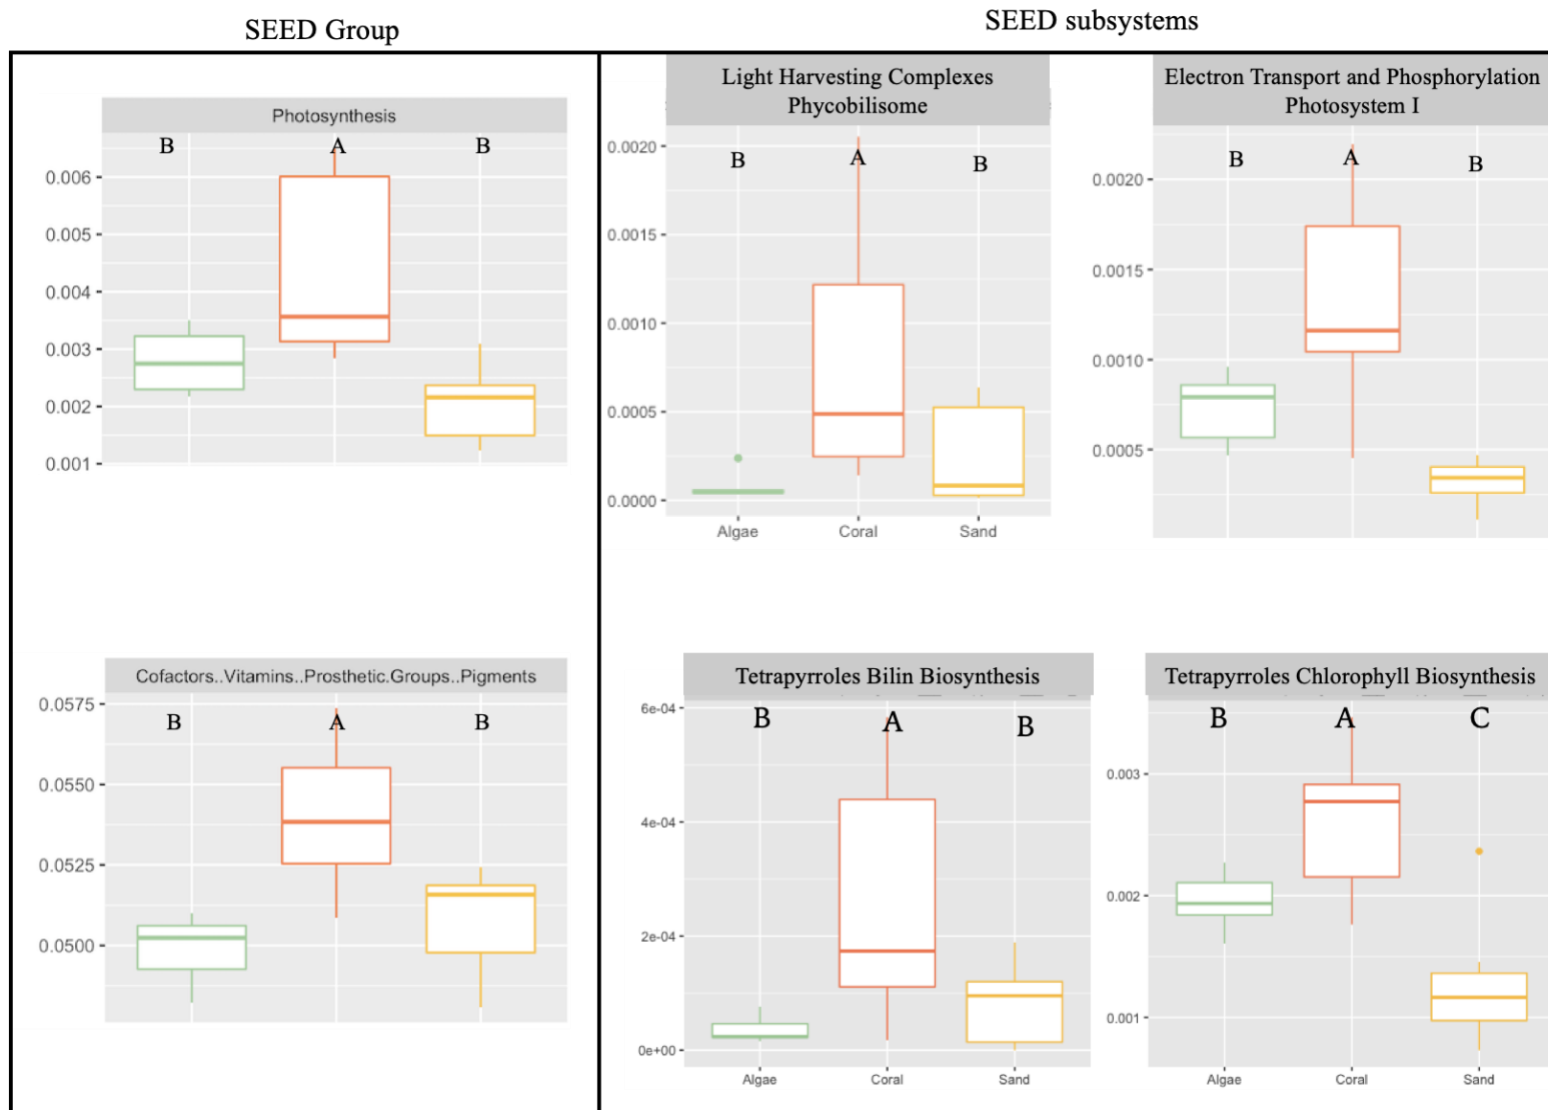 SEED Group
SEED subsystems
Photosynthesis
B A B
0.006
0.005
0.004
0.003
0.002
0.001
Light Harvesting Complexes
Phycobilisome
B A B
0.0020
0.0015
0.0010
0.0005
0.0000
Algae Coral Sand
Electron Transport and Phosphorylation
Photosystem I
B A B
0.0020
0.0015
0.0010
0.0005
Cofactors..Vitamins..Prosthetic.Groups..Pigments
B A B
0.0575
0.0550
0.0525
0.0500
Tetrapyrroles Bilin Biosynthesis
B A B
6e-04
4e-04
2e-04
0e+00
Algae Coral Sand
Tetrapyrroles Chlorophyll Biosynthesis
B A C
0.003
0.002
0.001
Algae Coral Sand